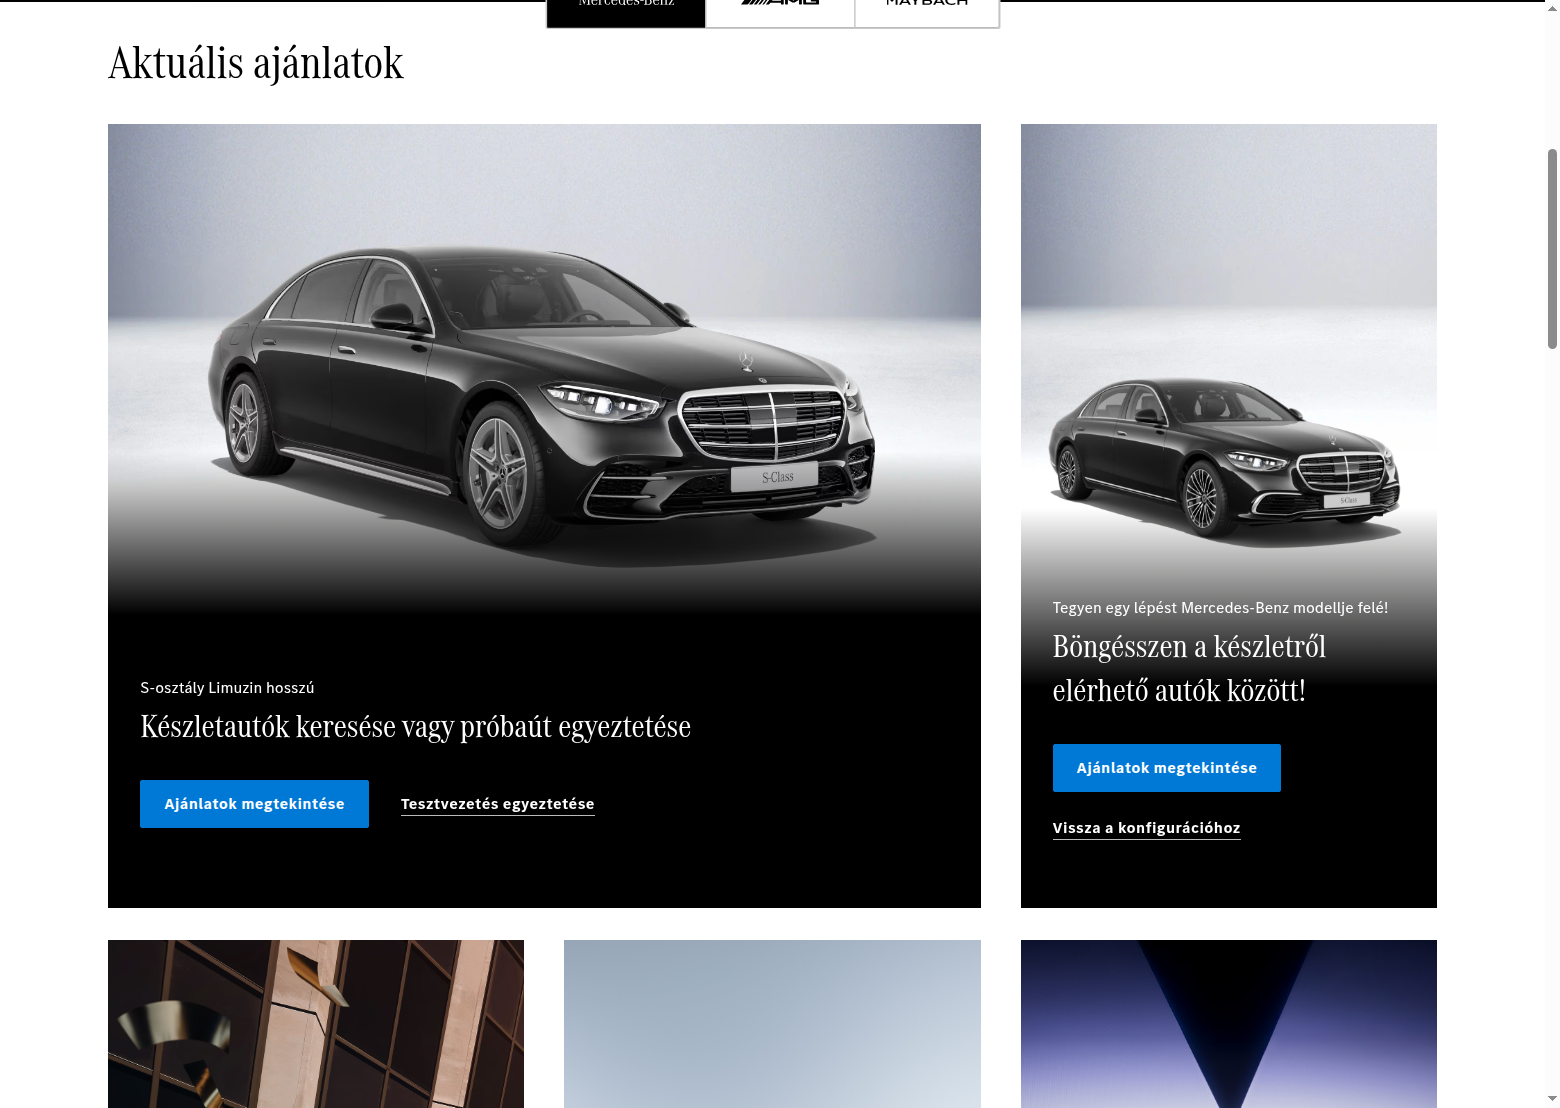 Mercedes-Benz
AMG
MAYBACH
Aktuális ajánlatok
S-Class
S-Class
Tegyen egy lépést Mercedes-Benz modellje felé!
Böngésszen a készletről
elérhető autók között!
Ajánlatok megtekintése
Vissza a konfigurációhoz
S-osztály Limuzin hosszú
Készletautók keresése vagy próbaút egyeztetése
Ajánlatok megtekintése
Tesztvezetés egyeztetése